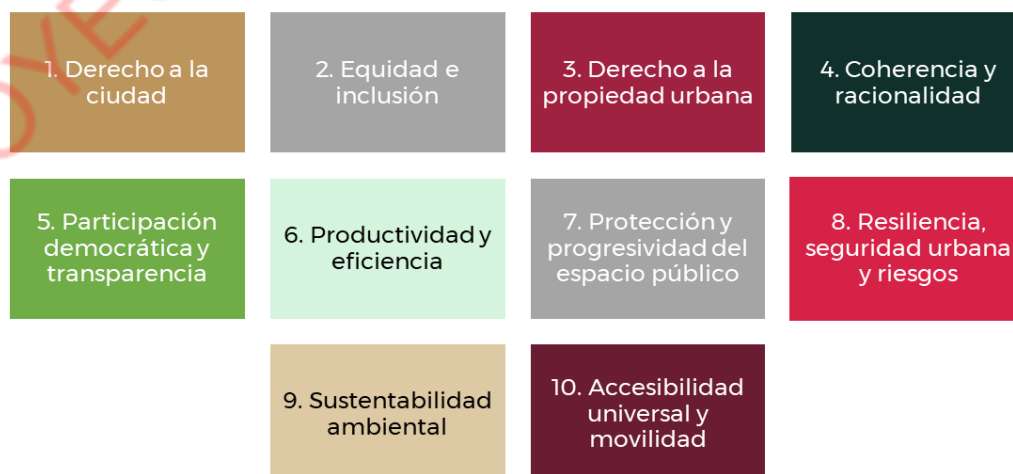 1. Derecho a la
ciudad
2. Equidad e
inclusión
3. Derecho a la
propiedad urbana
4. Coherencia y
racionalidad
5. Participación
democrática y
transparencia
6. Productividad y
eficiencia
7. Protección y
progresividad del
espacio público
8. Resiliencia,
seguridad urbana
y riesgos
9. Sustentabilidad
ambiental
10. Accesibilidad
universal y
movilidad